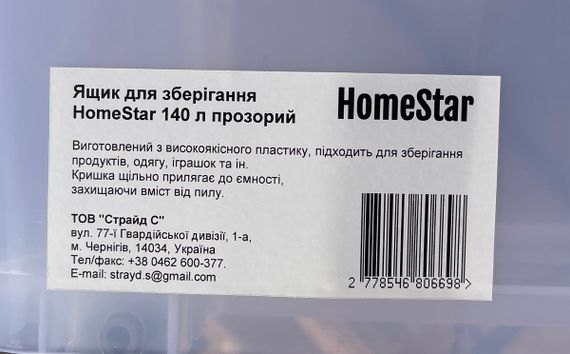 Ящик для зберігання
HomeStar 140 л прозорий
HomeStar
Виготовлений з високоякісного пластику, підходить для зберігання
продуктів, одягу, іграшок та ін.
Кришка щільно прилягає до ємності,
захищаючи вміст від пилу.
ТОВ "Страйд С"
вул. 77-ї Гвардійської дивізії, 1-а,
м. Чернігів, 14034, Україна
Тел/факс: +38 0462 600-377.
E-mail: strayd.s@gmail.com
2 778546 806698 >